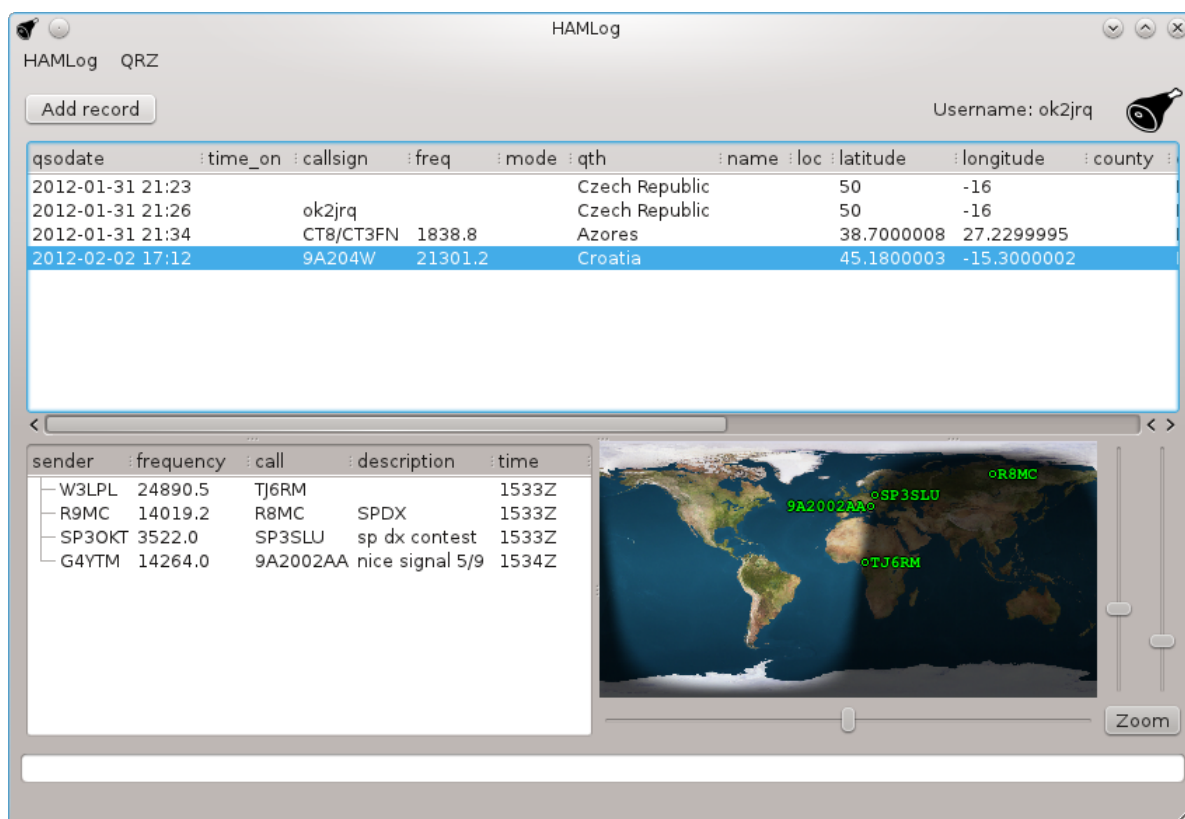 HAMLog
HAMLog QRZ
Add record Username: ok2jrq
qsodate time_on callsign freq mode qth name loc latitude longitude county
2012-01-31 21:23 Czech Republic 50 -16
2012-01-31 21:26 ok2jrq Czech Republic 50 -16
2012-01-31 21:34 CT8/CT3FN 1838.8 Azores 38.7000008 27.2299995
2012-02-02 17:12 9A204W 21301.2 Croatia 45.1800003 -15.3000002
sender frequency call description time
W3LPL 24890.5 TJ6RM 1533Z
R9MC 14019.2 R8MC SPDX 1533Z
SP3OKT 3522.0 SP3SLU sp dx contest 1533Z
G4YTM 14264.0 9A2002AA nice signal 5/9 1534Z
R8MC
SP3SLU
9A2002AA
TJ6RM
Zoom